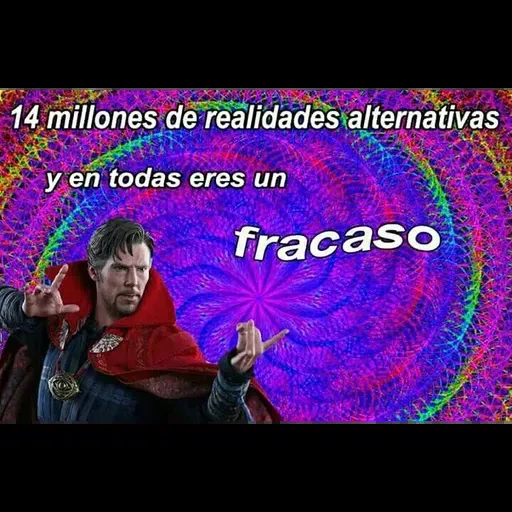 14 millones de realidades alternativas
y en todas eres un
fracaso